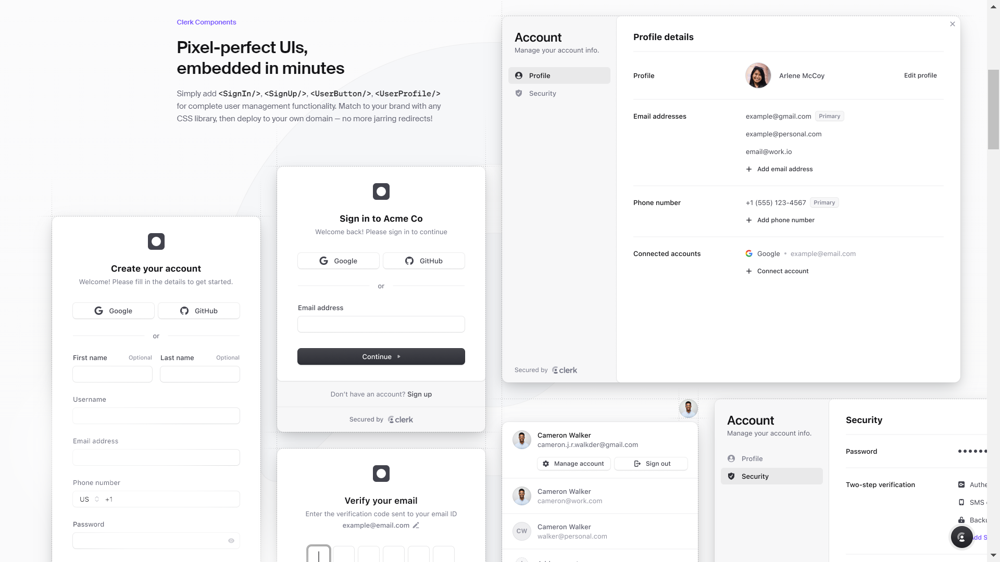 Clerk Components
Pixel-perfect UIs,
embedded in minutes
Simply add <SignIn/>, <SignUp/>, <UserButton/>, <UserProfile/>
for complete user management functionality. Match to your brand with any
CSS library, then deploy to your own domain — no more jarring redirects!
Create your account
Welcome! Please fill in the details to get started.
Google
GitHub
or
First name
Optional
Last name
Optional
Username
Email address
Phone number
US
+1
Password
Sign in to Acme Co
Welcome back! Please sign in to continue
Google
GitHub
or
Email address
Continue
Don't have an account? Sign up
Secured by clerk
Verify your email
Enter the verification code sent to your email ID
example@email.com
Account
Manage your account info.
Profile
Security
Secured by clerk
Profile details
Profile
Arlene McCoy
Edit profile
Email addresses
example@gmail.com
Primary
example@personal.com
email@work.io
Add email address
Phone number
+1 (555) 123-4567
Primary
Add phone number
Connected accounts
Google • example@email.com
Connect account
Cameron Walker
cameron.j.r.walkder@gmail.com
Manage account
Sign out
Cameron Walker
cameron@work.com
CW
Cameron Walker
walker@personal.com
Account
Manage your account info.
Profile
Security
Security
Password
Two-step verification
Authe
SMS
Backu